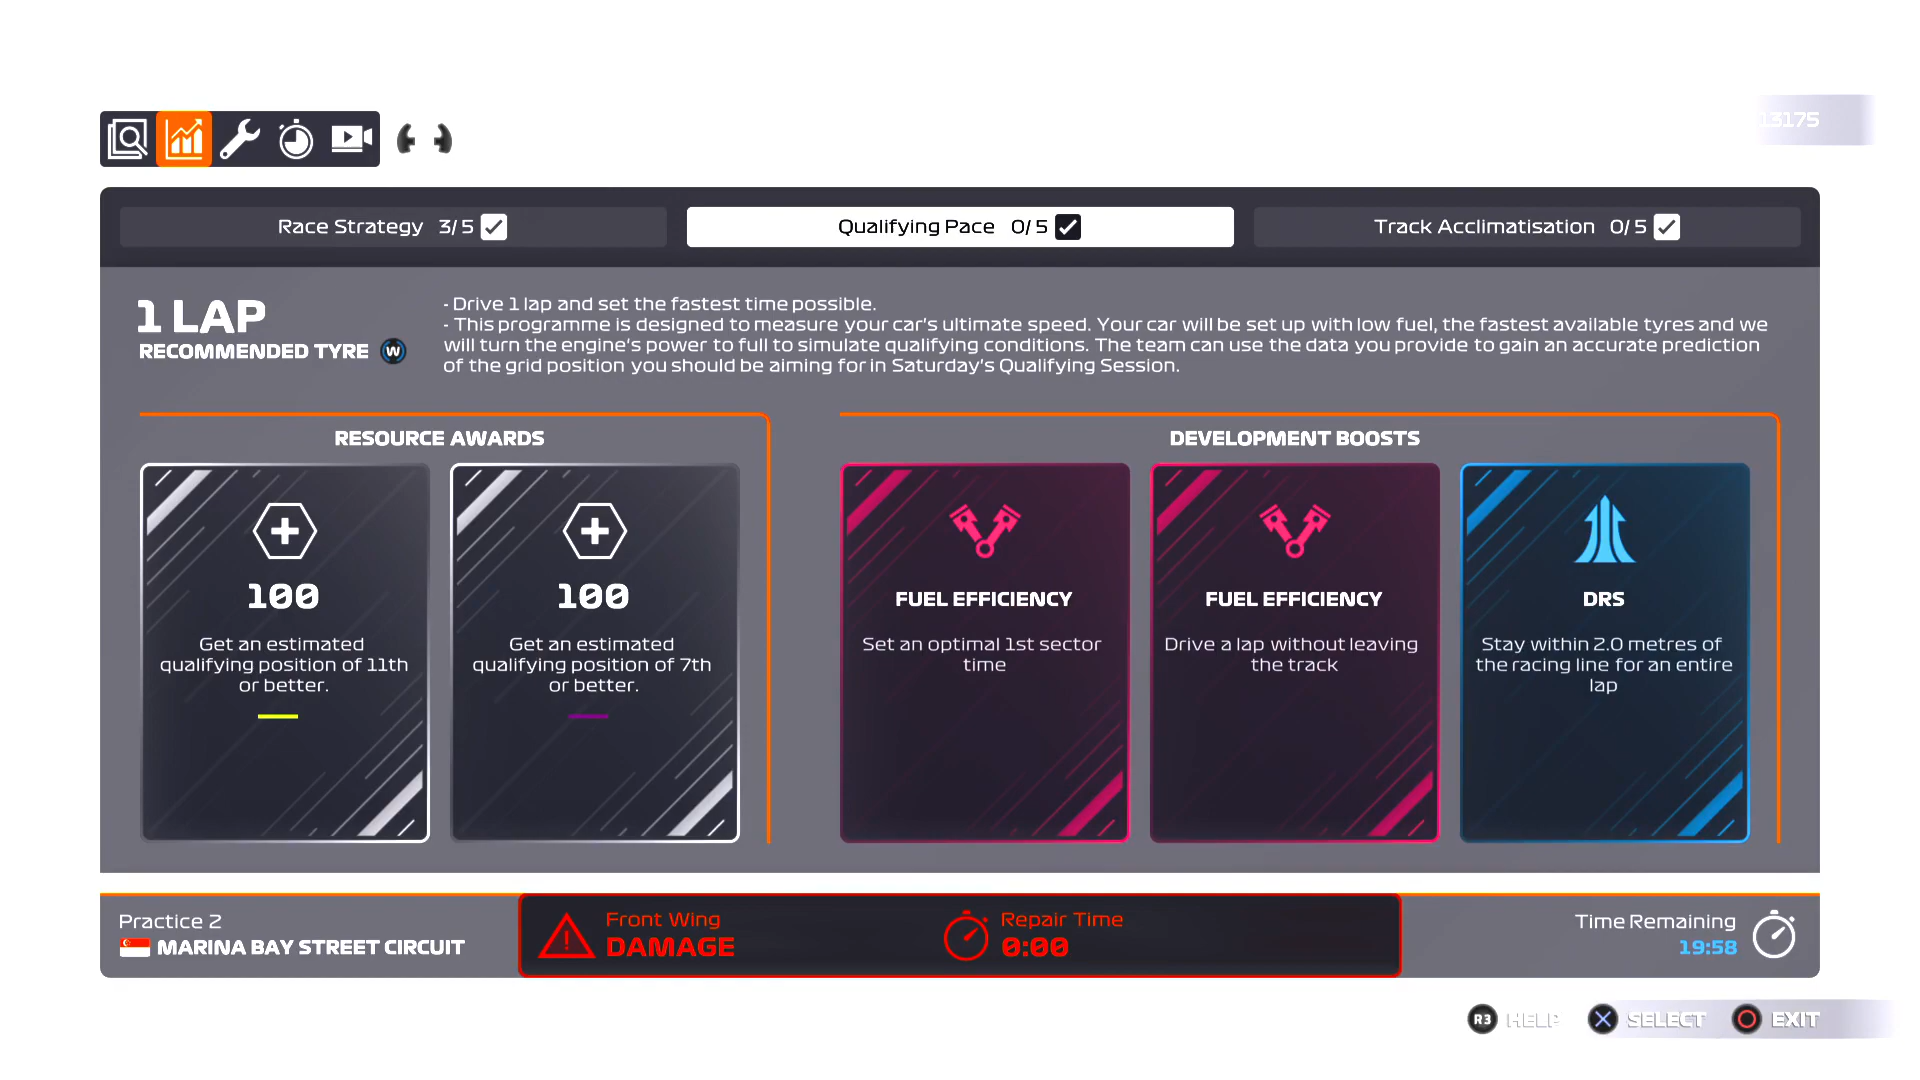 13175
Race Strategy 3/5
Qualifying Pace 0/5
Track Acclimatisation 0/5
1 LAP
RECOMMENDED TYRE W
- Drive 1 lap and set the fastest time possible.
- This programme is designed to measure your car's ultimate speed. Your car will be set up with low fuel, the fastest available tyres and we
will turn the engine's power to full to simulate qualifying conditions. The team can use the data you provide to gain an accurate prediction
of the grid position you should be aiming for in Saturday's Qualifying Session.
RESOURCE AWARDS
100
Get an estimated
qualifying position of 11th
or better.
100
Get an estimated
qualifying position of 7th
or better.
DEVELOPMENT BOOSTS
FUEL EFFICIENCY
Set an optimal 1st sector
time
FUEL EFFICIENCY
Drive a lap without leaving
the track
DRS
Stay within 2.0 metres of
the racing line for an entire
lap
Practice 2
MARINA BAY STREET CIRCUIT
Front Wing
DAMAGE
Repair Time
0:00
Time Remaining
19:58
R3 HELP
SELECT
EXIT